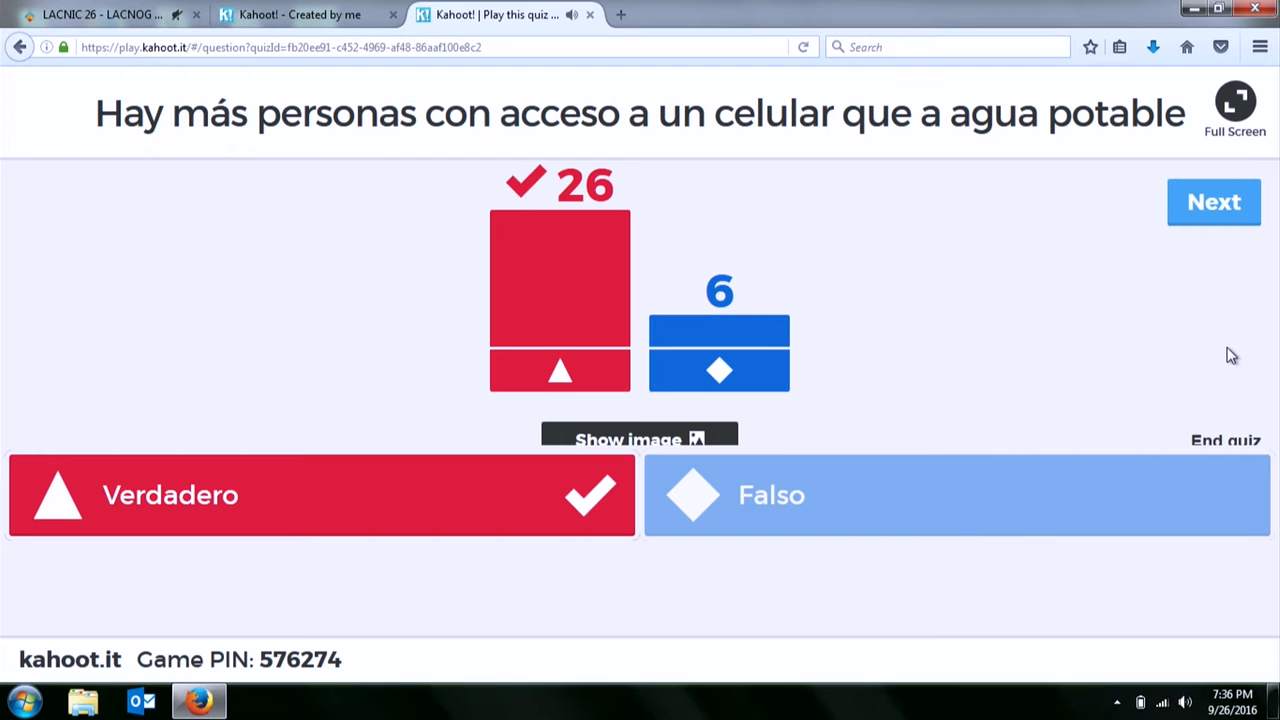 LACNIC 26 - LACNOG ...
Kahoot! - Created by me
Kahoot! | Play this quiz ...
https://play.kahoot.it/#/question?quizId=fb20ee91-c452-4969-af48-86aaf100e8c2
Search
Hay más personas con acceso a un celular que a agua potable
Full Screen
26
Next
6
Show image
End quiz
Verdadero
Falso
kahoot.it Game PIN: 576274
7:36 PM
9/26/2016